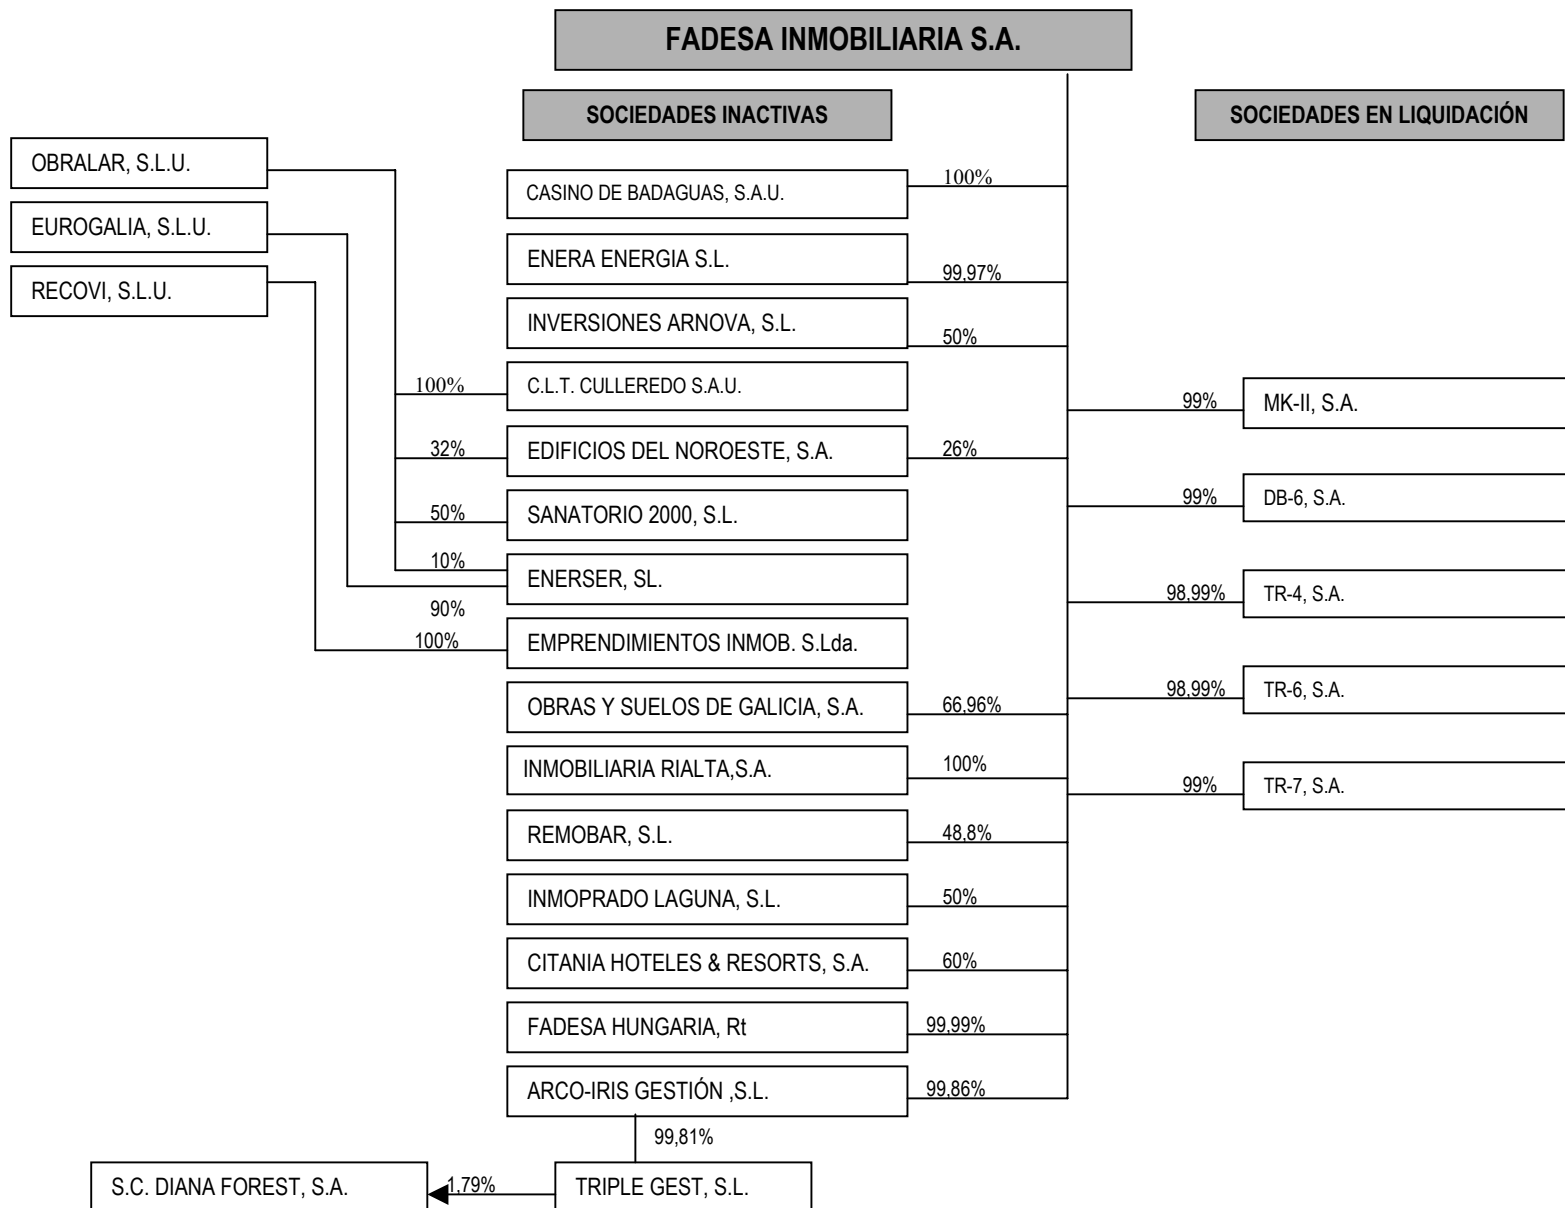 FADESA INMOBILIARIA S.A.
SOCIEDADES INACTIVAS
SOCIEDADES EN LIQUIDACIÓN
OBRALAR, S.L.U.
EUROGALIA, S.L.U.
RECOVI, S.L.U.
CASINO DE BADAGUAS, S.A.U.
100%
ENERA ENERGIA S.L.
99,97%
INVERSIONES ARNOVA, S.L.
50%
100%
C.L.T. CULLEREDO S.A.U.
99%
MK-II, S.A.
32%
EDIFICIOS DEL NOROESTE, S.A.
26%
50%
SANATORIO 2000, S.L.
99%
DB-6, S.A.
10%
ENERSER, SL.
90%
98,99%
TR-4, S.A.
100%
EMPRENDIMIENTOS INMOB. S.Lda.
OBRAS Y SUELOS DE GALICIA, S.A.
66,96%
98,99%
TR-6, S.A.
INMOBILIARIA RIALTA,S.A.
100%
99%
TR-7, S.A.
REMOBAR, S.L.
48,8%
INMOPRADO LAGUNA, S.L.
50%
CITANIA HOTELES & RESORTS, S.A.
60%
FADESA HUNGARIA, Rt
99,99%
ARCO-IRIS GESTIÓN ,S.L.
99,86%
99,81%
S.C. DIANA FOREST, S.A.
1,79%
TRIPLE GEST, S.L.